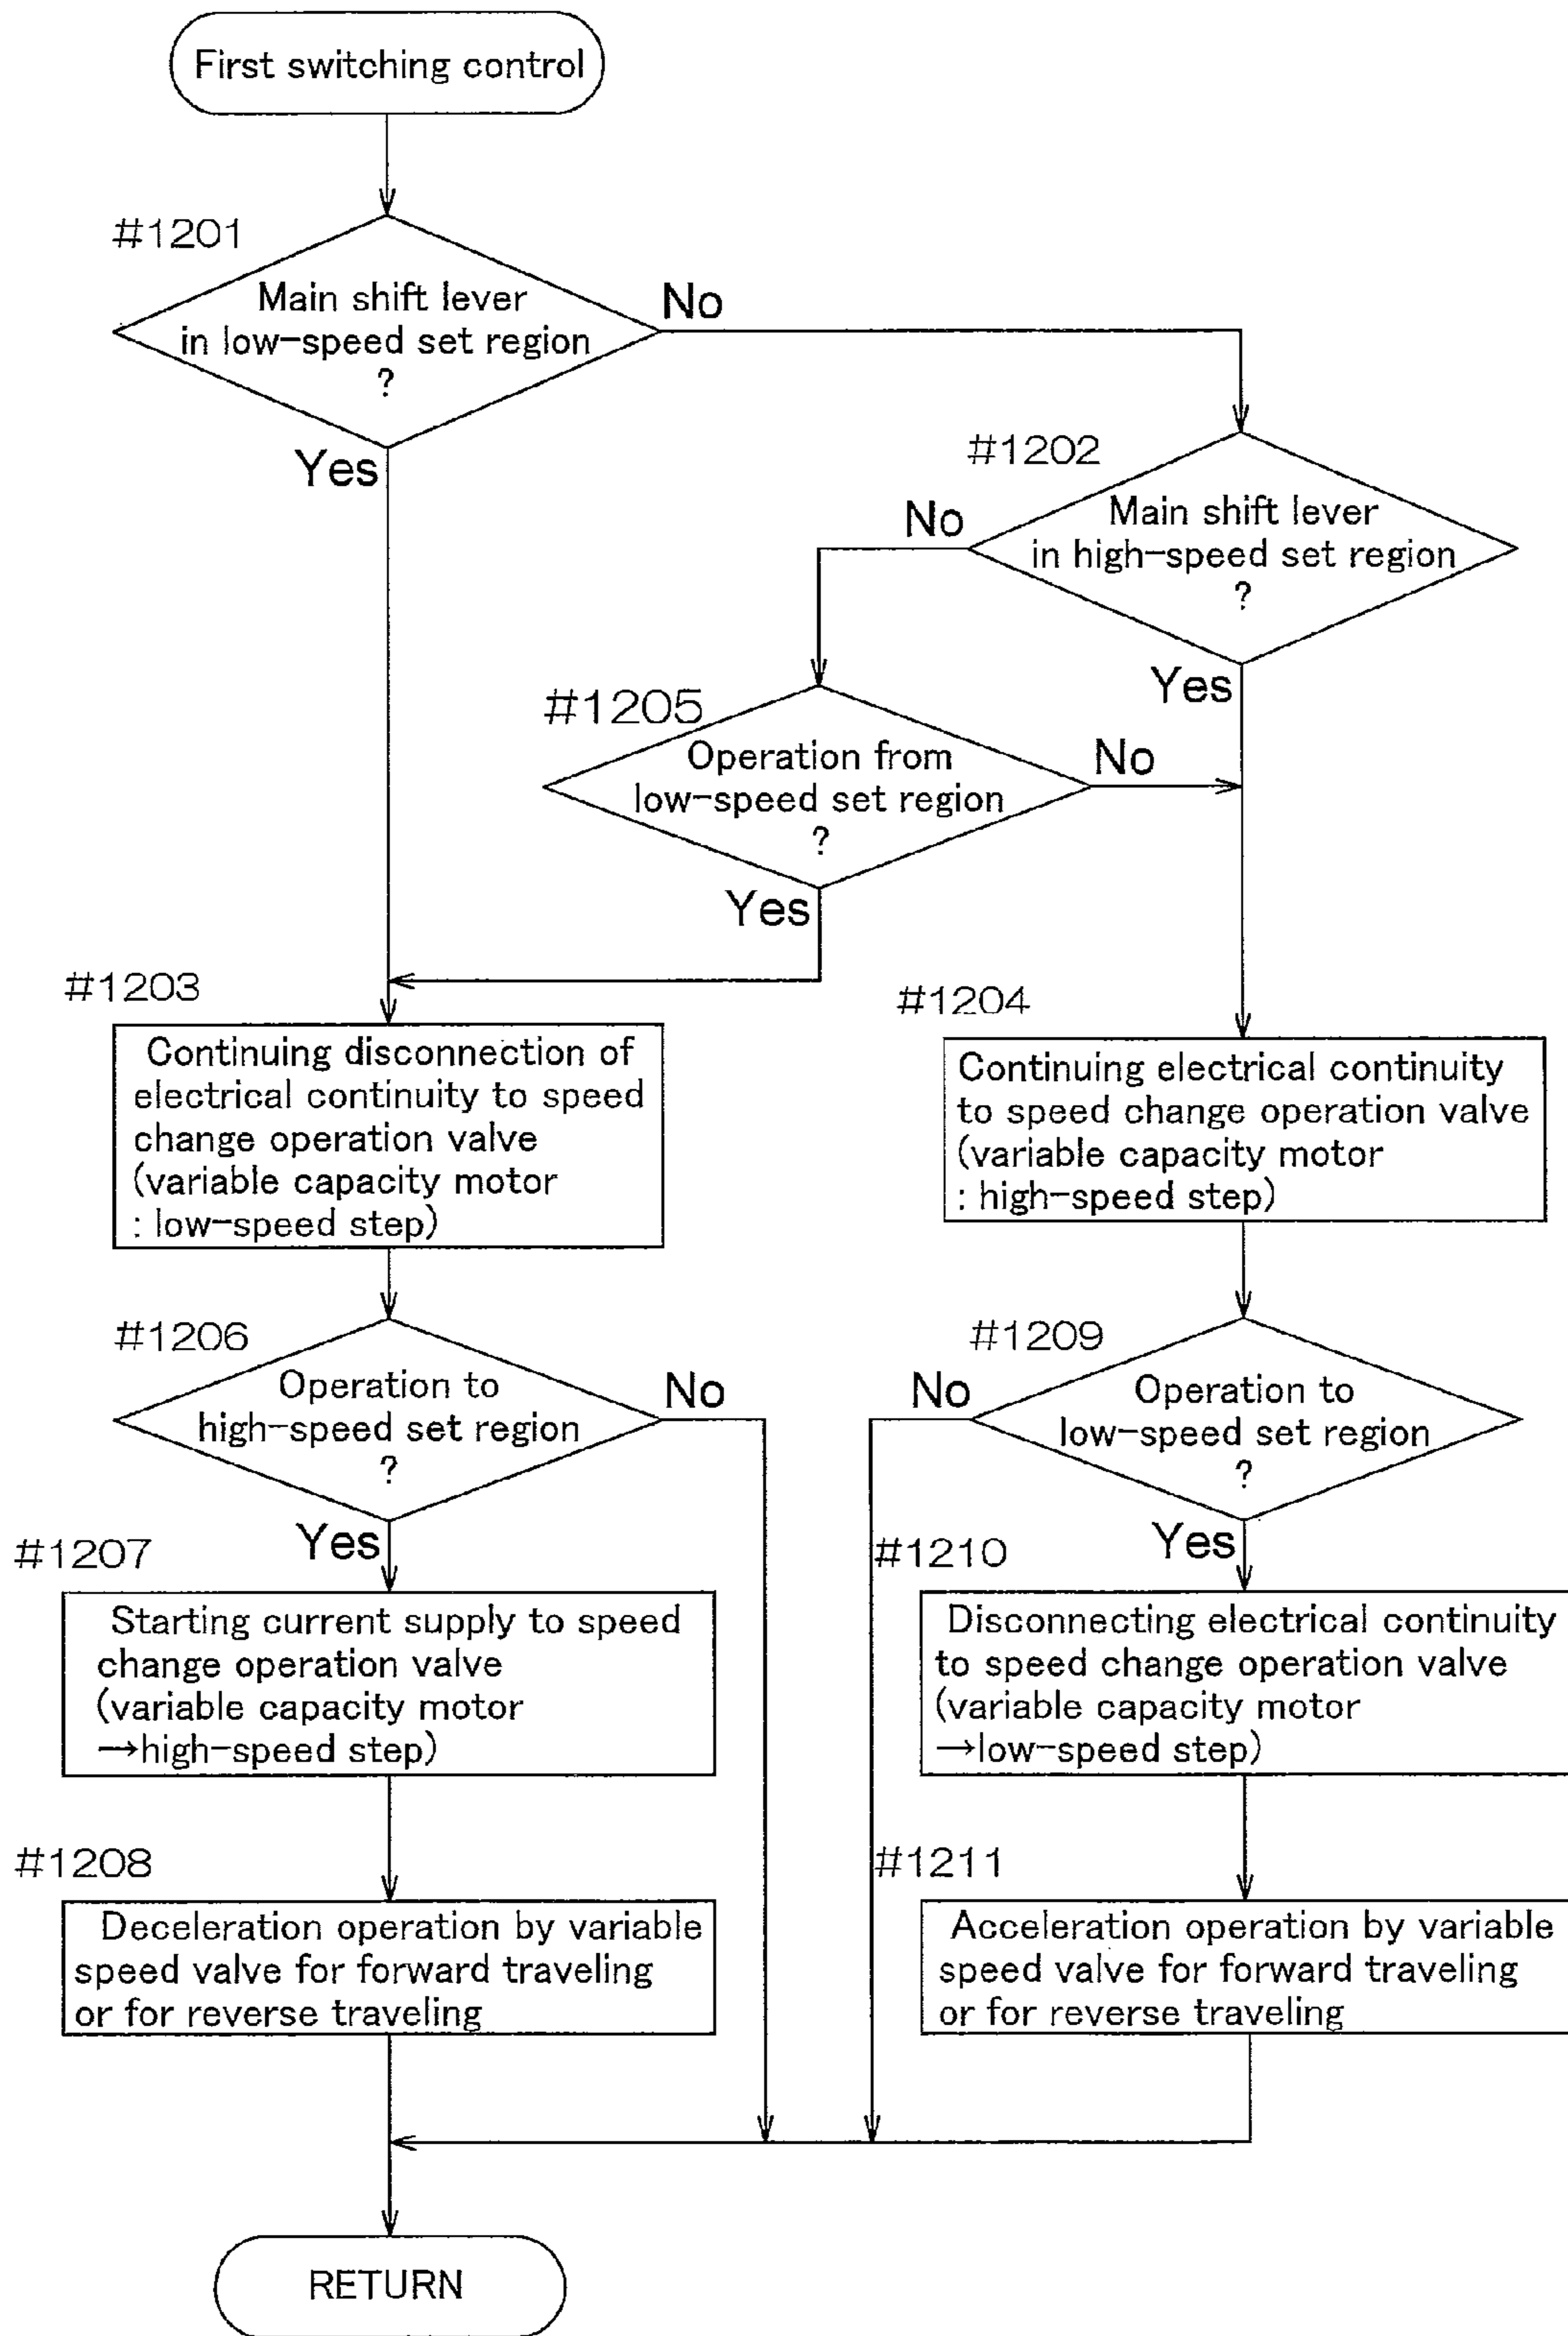 First switching control
#1201
Main shift lever
in low-speed set region
?
No
Yes
#1202
Main shift lever
in high-speed set region
?
No
Yes
#1205
Operation from
low-speed set region
?
No
Yes
#1203
Continuing disconnection of
electrical continuity to speed
change operation valve
(variable capacity motor
: low-speed step)
#1204
Continuing electrical continuity
to speed change operation valve
(variable capacity motor
: high-speed step)
#1206
Operation to
high-speed set region
?
No
Yes
#1209
Operation to
low-speed set region
?
No
Yes
#1207
Starting current supply to speed
change operation valve
(variable capacity motor
→high-speed step)
#1210
Disconnecting electrical continuity
to speed change operation valve
(variable capacity motor
→low-speed step)
#1208
Deceleration operation by variable
speed valve for forward traveling
or for reverse traveling
#1211
Acceleration operation by variable
speed valve for forward traveling
or for reverse traveling
RETURN